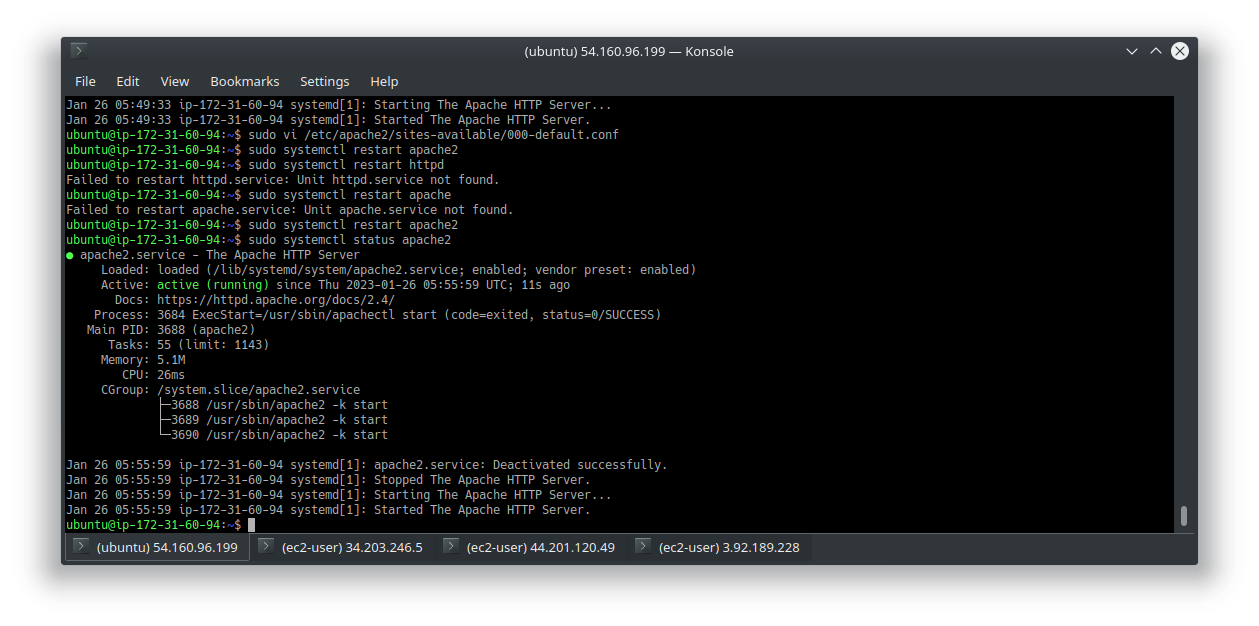 (ubuntu) 54.160.96.199 — Konsole
File Edit View Bookmarks Settings Help
Jan 26 05:49:33 ip-172-31-60-94 systemd[1]: Starting The Apache HTTP Server...
Jan 26 05:49:33 ip-172-31-60-94 systemd[1]: Started The Apache HTTP Server.
ubuntu@ip-172-31-60-94:~$ sudo vi /etc/apache2/sites-available/000-default.conf
ubuntu@ip-172-31-60-94:~$ sudo systemctl restart apache2
ubuntu@ip-172-31-60-94:~$ sudo systemctl restart httpd
Failed to restart httpd.service: Unit httpd.service not found.
ubuntu@ip-172-31-60-94:~$ sudo systemctl restart apache
Failed to restart apache.service: Unit apache.service not found.
ubuntu@ip-172-31-60-94:~$ sudo systemctl restart apache2
ubuntu@ip-172-31-60-94:~$ sudo systemctl status apache2
● apache2.service - The Apache HTTP Server
     Loaded: loaded (/lib/systemd/system/apache2.service; enabled; vendor preset: enabled)
     Active: active (running) since Thu 2023-01-26 05:55:59 UTC; 11s ago
       Docs: https://httpd.apache.org/docs/2.4/
    Process: 3684 ExecStart=/usr/sbin/apachectl start (code=exited, status=0/SUCCESS)
   Main PID: 3688 (apache2)
      Tasks: 55 (limit: 1143)
     Memory: 5.1M
        CPU: 26ms
     CGroup: /system.slice/apache2.service
             ├─3688 /usr/sbin/apache2 -k start
             ├─3689 /usr/sbin/apache2 -k start
             └─3690 /usr/sbin/apache2 -k start
Jan 26 05:55:59 ip-172-31-60-94 systemd[1]: apache2.service: Deactivated successfully.
Jan 26 05:55:59 ip-172-31-60-94 systemd[1]: Stopped The Apache HTTP Server.
Jan 26 05:55:59 ip-172-31-60-94 systemd[1]: Starting The Apache HTTP Server...
Jan 26 05:55:59 ip-172-31-60-94 systemd[1]: Started The Apache HTTP Server.
ubuntu@ip-172-31-60-94:~$
(ubuntu) 54.160.96.199 (ec2-user) 34.203.246.5 (ec2-user) 44.201.120.49 (ec2-user) 3.92.189.228